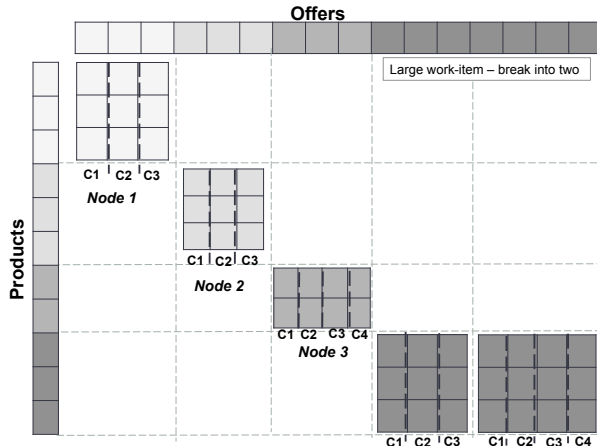 Offers
Large work-item – break into two
Products
C1 C2 C3
Node 1
C1 C2 C3
Node 2
C1 C2 C3 C4
Node 3
C1 C2 C3
C1 C2 C3 C4